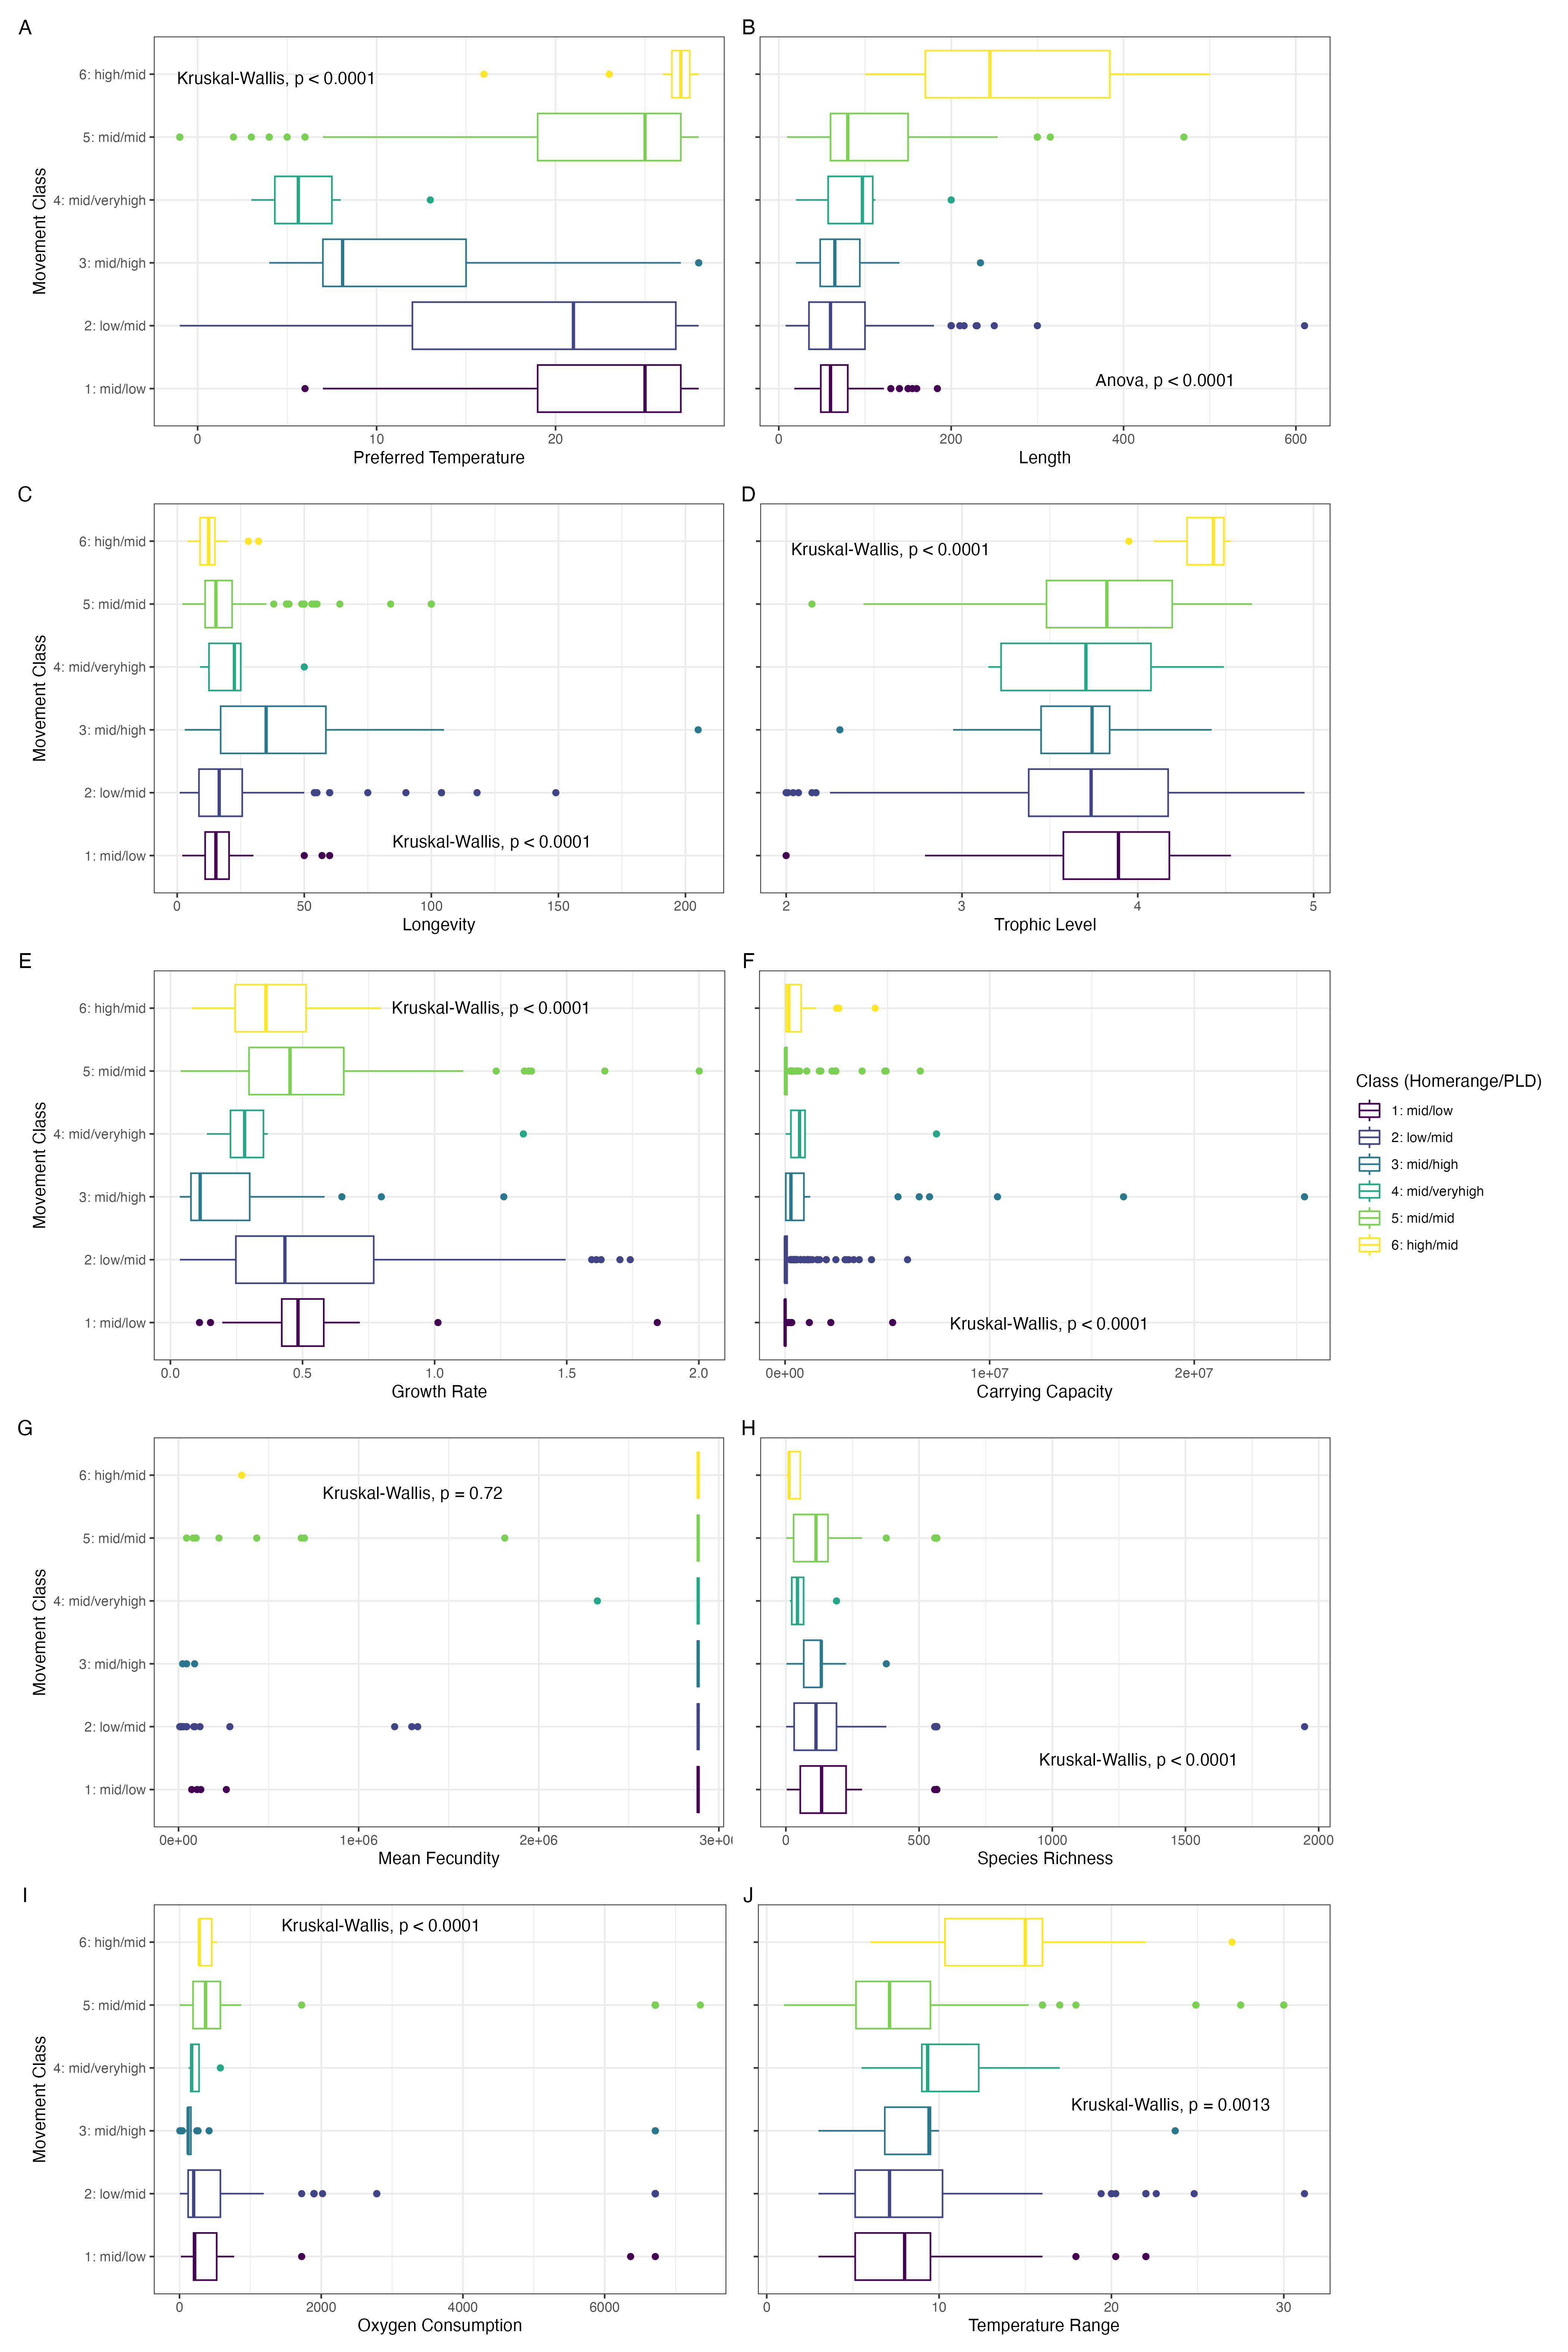 A
Movement Class
6: high/mid
5: mid/mid
4: mid/veryhigh
3: mid/high
2: low/mid
1: mid/low
Kruskal-Wallis, p < 0.0001
0 10 20
Preferred Temperature
B
Anova, p < 0.0001
0 200 400 600
Length
C
Movement Class
6: high/mid
5: mid/mid
4: mid/veryhigh
3: mid/high
2: low/mid
1: mid/low
Kruskal-Wallis, p < 0.0001
0 50 100 150 200
Longevity
D
Kruskal-Wallis, p < 0.0001
2 3 4 5
Trophic Level
E
Movement Class
6: high/mid
5: mid/mid
4: mid/veryhigh
3: mid/high
2: low/mid
1: mid/low
Kruskal-Wallis, p < 0.0001
0.0 0.5 1.0 1.5 2.0
Growth Rate
F
Kruskal-Wallis, p < 0.0001
0e+00 1e+07 2e+07
Carrying Capacity
Class (Homerange/PLD)
1: mid/low
2: low/mid
3: mid/high
4: mid/veryhigh
5: mid/mid
6: high/mid
G
Movement Class
6: high/mid
5: mid/mid
4: mid/veryhigh
3: mid/high
2: low/mid
1: mid/low
Kruskal-Wallis, p = 0.72
0e+00 1e+06 2e+06
Mean Fecundity
H
Kruskal-Wallis, p < 0.0001
0 500 1000 1500 2000
Species Richness
I
Movement Class
6: high/mid
5: mid/mid
4: mid/veryhigh
3: mid/high
2: low/mid
1: mid/low
Kruskal-Wallis, p < 0.0001
0 2000 4000 6000
Oxygen Consumption
J
Kruskal-Wallis, p = 0.0013
0 10 20 30
Temperature Range